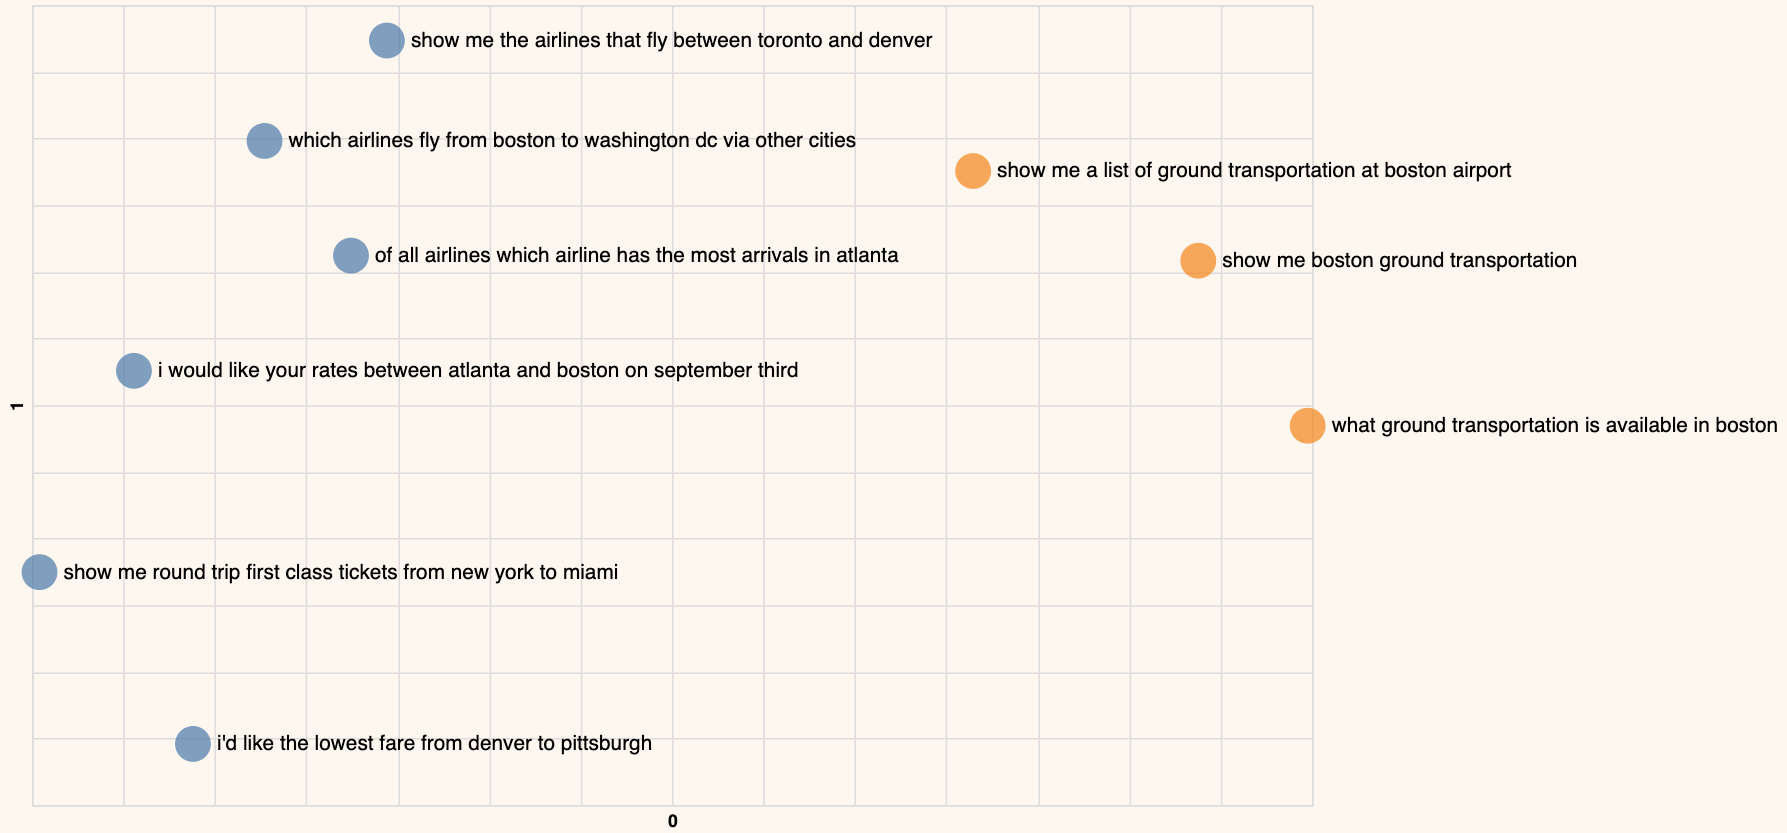 show me the airlines that fly between toronto and denver
which airlines fly from boston to washington dc via other cities
show me a list of ground transportation at boston airport
of all airlines which airline has the most arrivals in atlanta
show me boston ground transportation
i would like your rates between atlanta and boston on september third
1
what ground transportation is available in boston
show me round trip first class tickets from new york to miami
i'd like the lowest fare from denver to pittsburgh
0